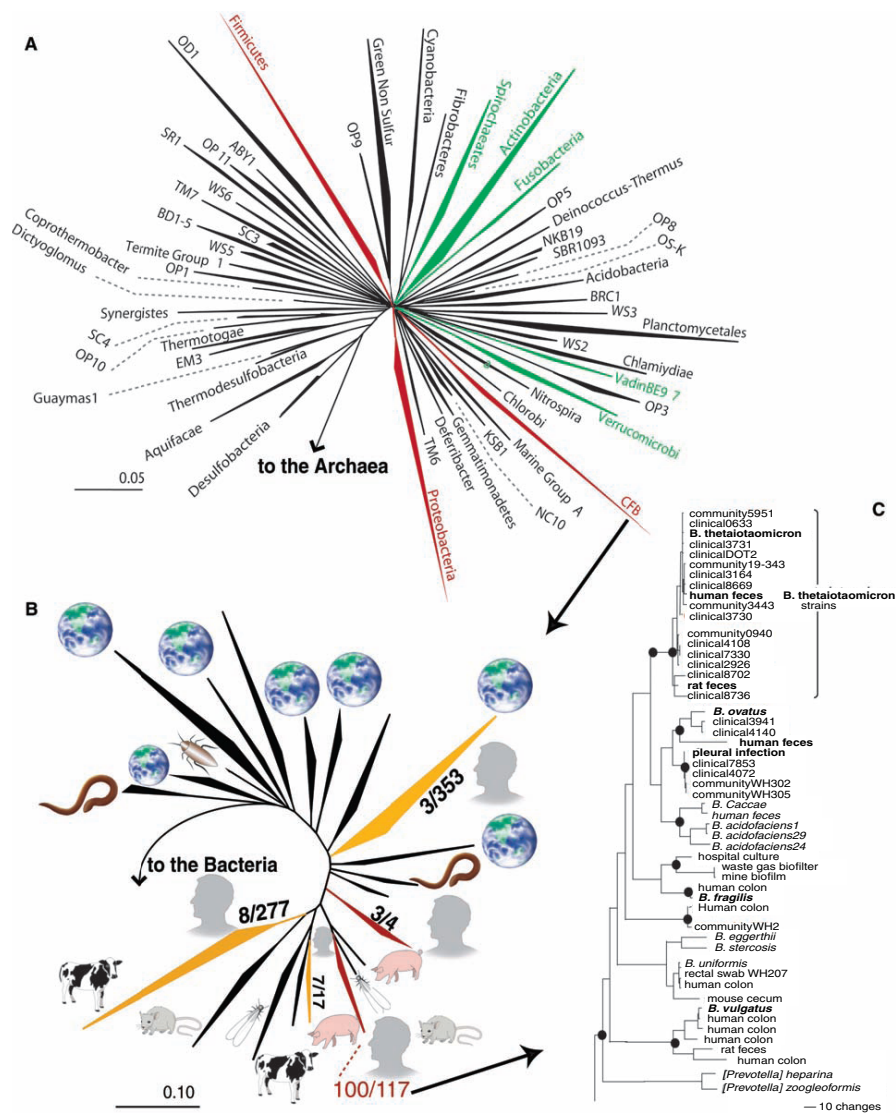 A
OD1
Firmicutes
Green Non Sulfur
Cyanobacteria
Fibrobacteres
Spirochaeates
Actinobacteria
Fusobacteria
OP9
SR1
OP 11
ABY1
TM7
WS6
BD1-5
SC3
WS5
Termite Group 1
OP1
Coprothermobacter
Dictyoglomus
Synergistes
SC4
OP10
Thermotogae
EM3
Guaymas1
Thermodesulfobacteria
Aquifacae
Desulfobacteria
OP5
Deinococcus-Thermus
NKB19
SBR1093
OP8
OS-K
Acidobacteria
BRC1
WS3
Planctomycetales
WS2
Chlamiydiae
VadinBE9 7
OP3
Verrucomicrobi
Nitrospira
Chlorobi
CFB
Marine Group A
KSB1
NC10
Gemmatimonadetes
Deferribacter
TM6
Proteobacteria
to the Archaea
0.05
B
3/353
to the Bacteria
8/277
3/4
7/17
100/117
0.10
C
community5951
clinical0633
B. thetaiotaomicron
clinical3731
clinicalDOT2
community19-343
clinical3164
clinical8669
human feces
community3443
clinical3730
B. thetaiotaomicron
strains
community0940
clinical4108
clinical7330
clinical2926
clinical8702
rat feces
clinical8736
B. ovatus
clinical3941
clinical4140
human feces
pleural infection
clinical7853
clinical4072
communityWH302
communityWH305
B. Caccae
human feces
B. acidofaciens1
B. acidofaciens29
B. acidofaciens24
hospital culture
waste gas biofilter
mine biofilm
human colon
B. fragilis
Human colon
communityWH2
B. eggerthii
B. stercosis
B. uniformis
rectal swab WH207
human colon
mouse cecum
B. vulgatus
human colon
human colon
human colon
rat feces
human colon
[Prevotella] heparina
[Prevotella] zoogleoformis
10 changes